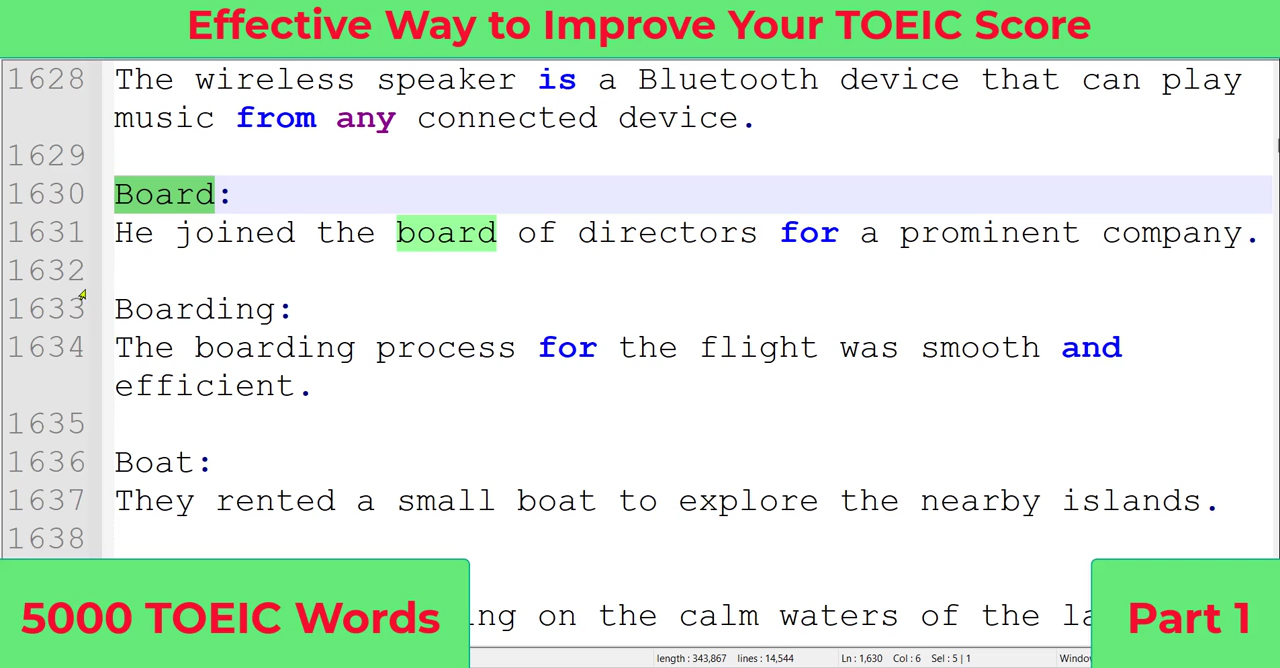 Effective Way to Improve Your TOEIC Score
1628 The wireless speaker is a Bluetooth device that can play
music from any connected device.
1629
1630 Board:
1631 He joined the board of directors for a prominent company.
1632
1633 Boarding:
1634 The boarding process for the flight was smooth and
efficient.
1635
1636 Boat:
1637 They rented a small boat to explore the nearby islands.
1638
on the calm waters of the
5000 TOEIC Words
Part 1
length : 343,867 lines : 14,544 Ln : 1,630 Col : 6 Sel : 5 | 1